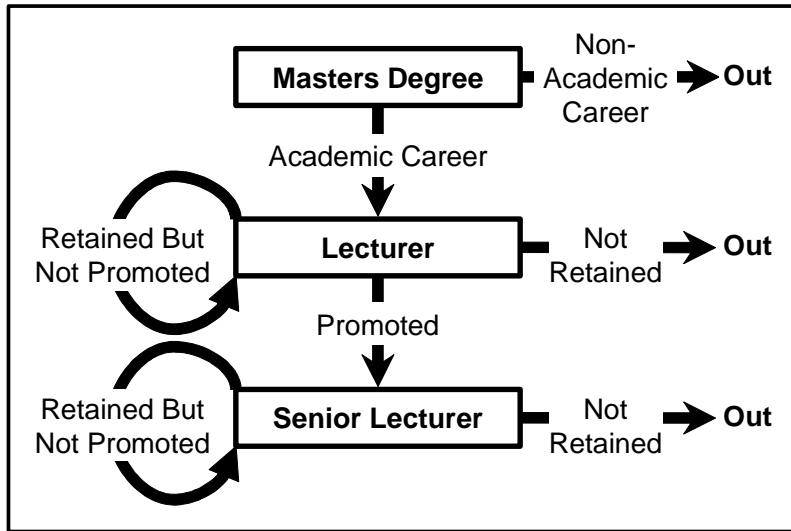 Non-
Academic
Career
Masters Degree
Out
Academic Career
Retained But
Not Promoted
Lecturer
Not
Retained
Out
Promoted
Retained But
Not Promoted
Senior Lecturer
Not
Retained
Out